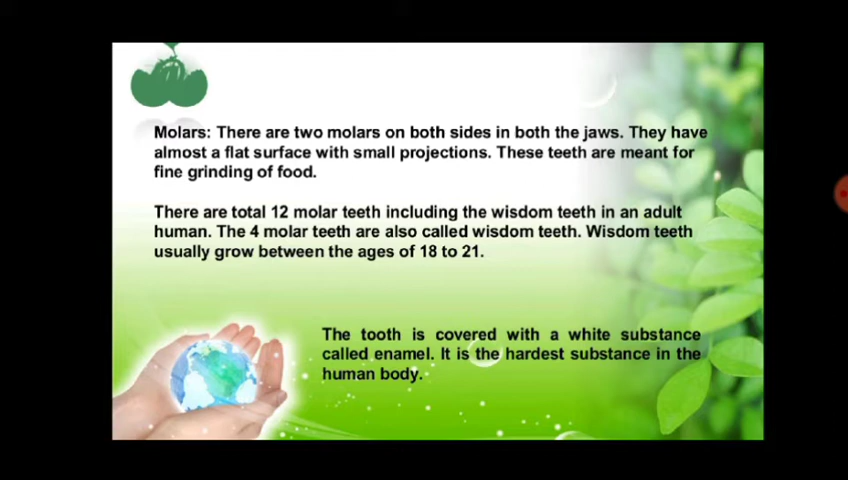 Molars: There are two molars on both sides in both the jaws. They have
almost a flat surface with small projections. These teeth are meant for
fine grinding of food.
There are total 12 molar teeth including the wisdom teeth in an adult
human. The 4 molar teeth are also called wisdom teeth. Wisdom teeth
usually grow between the ages of 18 to 21.
The tooth is covered with a white substance
called enamel. It is the hardest substance in the
human body.